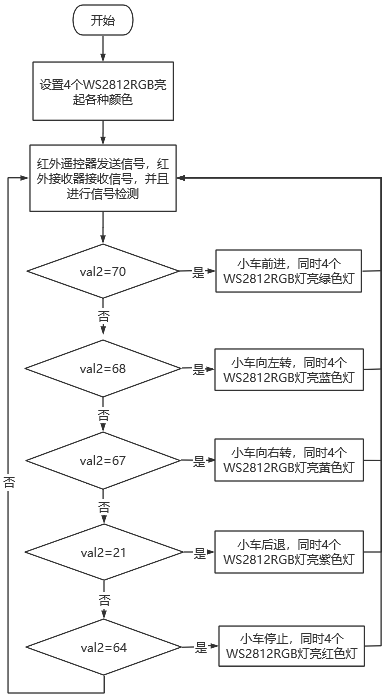 开始
设置4个WS2812RGB亮
起各种颜色
红外遥控器发送信号，红
外接收器接收信号，并且
进行信号检测
val2=70
是
小车前进，同时4个
WS2812RGB灯亮绿色灯
否
val2=68
是
小车向左转，同时4个
WS2812RGB灯亮蓝色灯
否
val2=67
是
小车向右转，同时4个
WS2812RGB灯亮黄色灯
否
否
val2=21
是
小车后退，同时4个
WS2812RGB灯亮紫色灯
否
val2=64
是
小车停止，同时4个
WS2812RGB灯亮红色灯